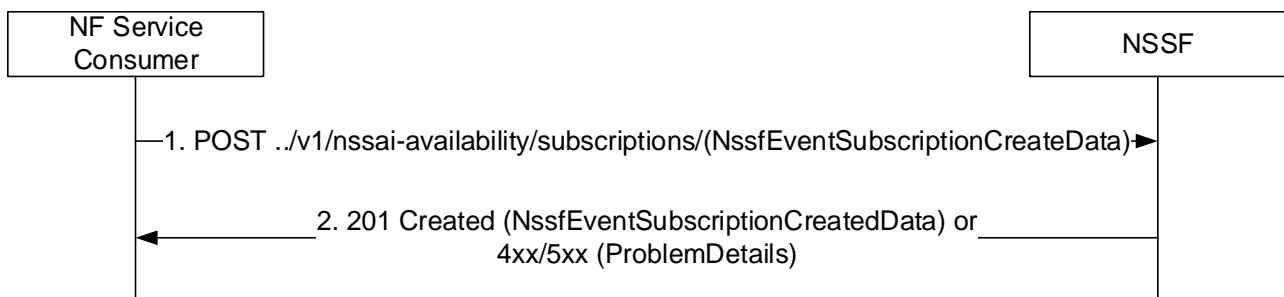 NF Service
Consumer
NSSF
1. POST ../v1/nssai-availability/subscriptions/(NssfEventSubscriptionCreateData)
2. 201 Created (NssfEventSubscriptionCreatedData) or
4xx/5xx (ProblemDetails)